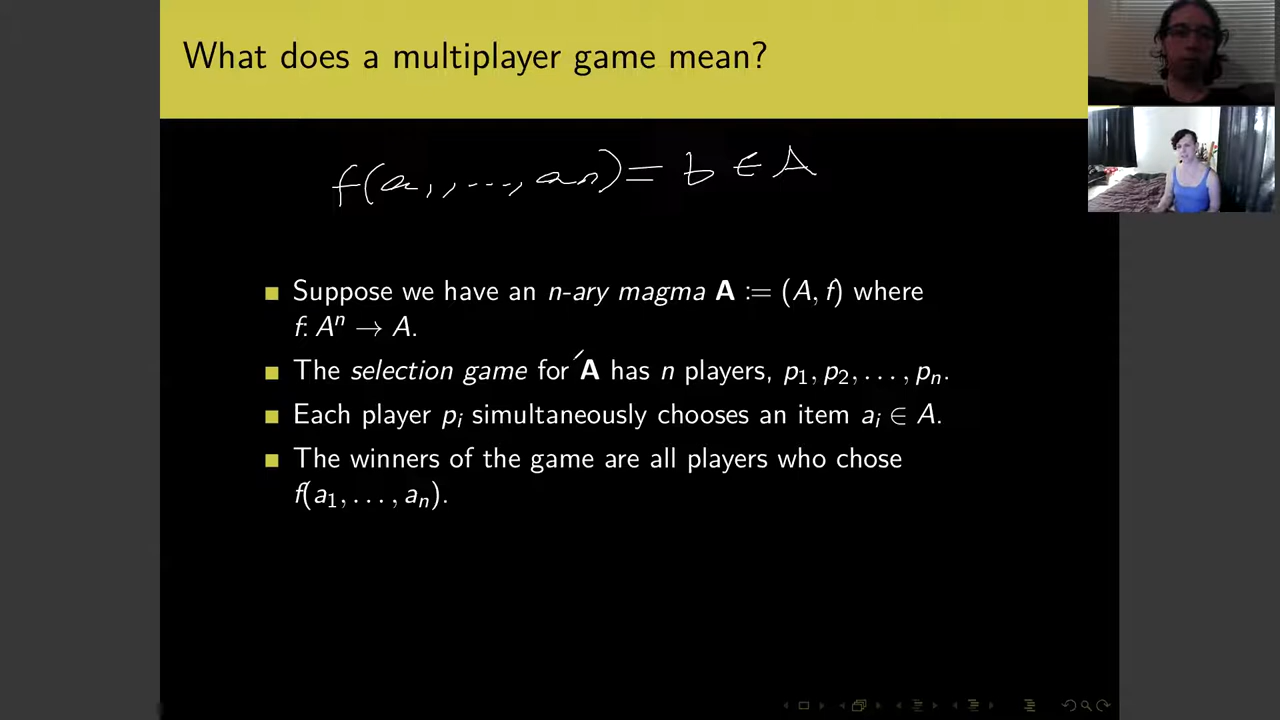 What does a multiplayer game mean?
f(a₁,,...,an)= b ∈ A
■ Suppose we have an n-ary magma A := (A, f) where
f: Aⁿ → A.
■ The selection game for A has n players, p₁, p₂, . . . , pₙ.
■ Each player pᵢ simultaneously chooses an item aᵢ ∈ A.
■ The winners of the game are all players who chose
f(a₁, . . . , aₙ).